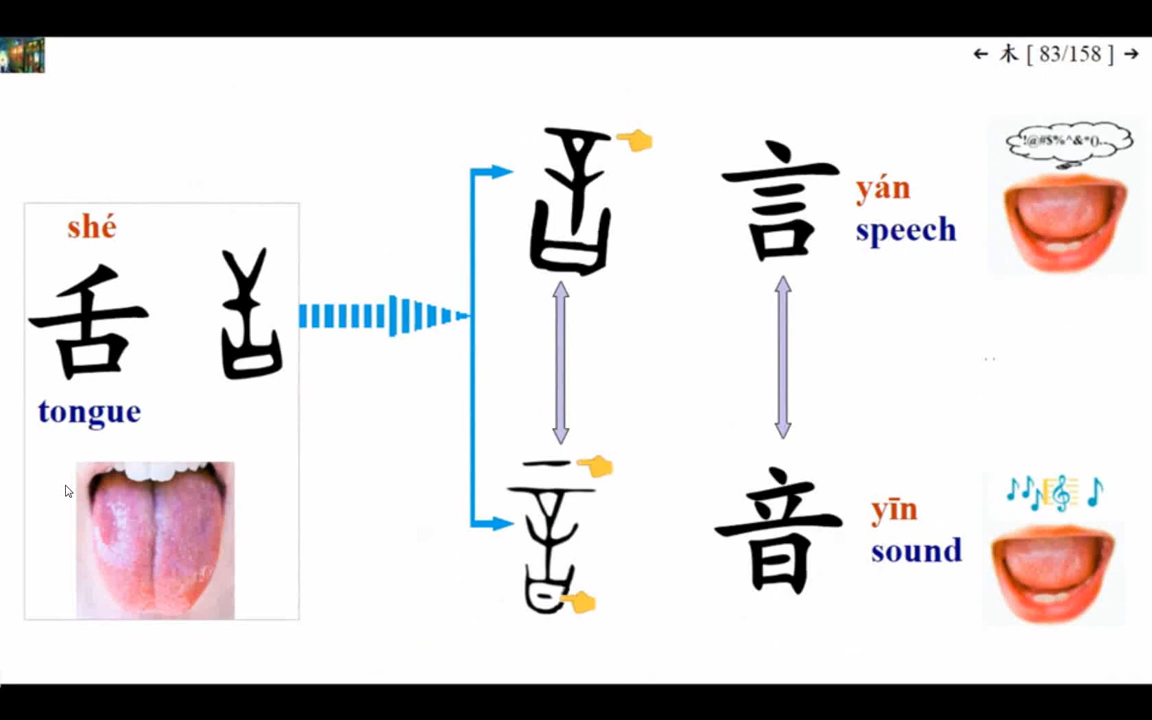 ← 木 [ 83/158 ] →
!@#$%^&*()...
shé
舌
tongue
言
yán
speech
音
yīn
sound